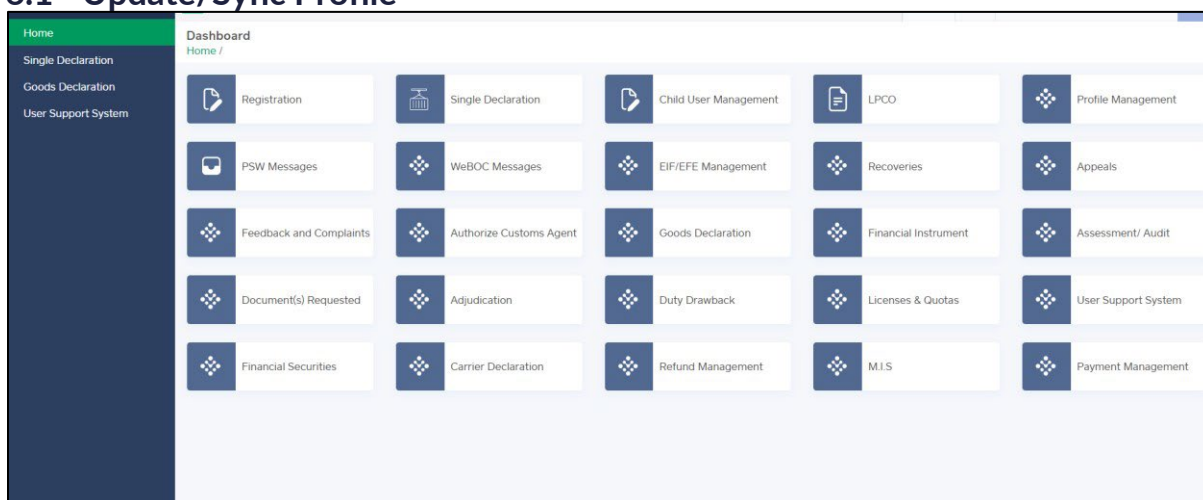 Update/Sync Profile
Home
Single Declaration
Goods Declaration
User Support System
Dashboard
Home /
Registration
Single Declaration
Child User Management
LPCO
Profile Management
PSW Messages
WeBOC Messages
EIF/EFE Management
Recoveries
Appeals
Feedback and Complaints
Authorize Customs Agent
Goods Declaration
Financial Instrument
Assessment/ Audit
Document(s) Requested
Adjudication
Duty Drawback
Licenses & Quotas
User Support System
Financial Securities
Carrier Declaration
Refund Management
M.I.S
Payment Management